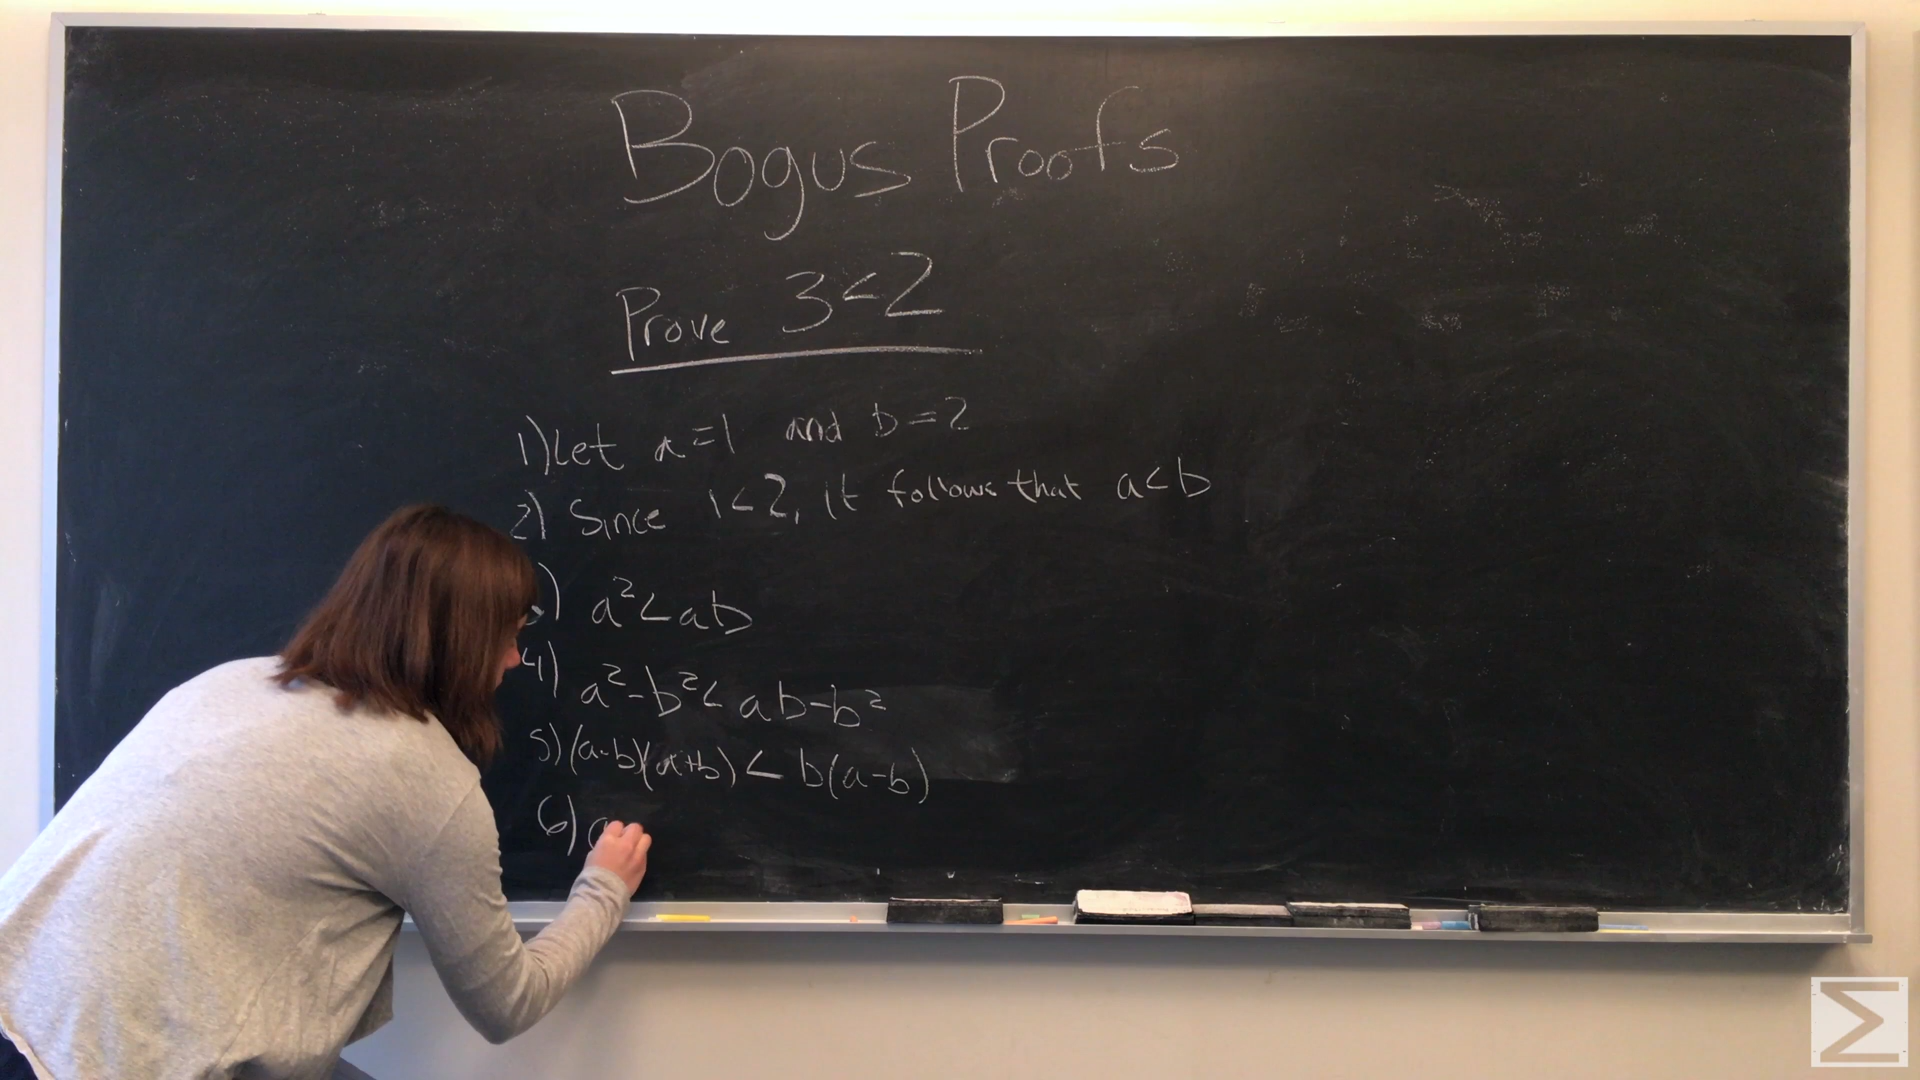 Bogus Proofs
Prove 3<2
1) Let a=1 and b=2
2) Since 1<2, it follows that a<b
) a²<ab
4) a²-b²<ab-b²
5) (a-b)(a+b) < b(a-b)
6) a
Σ